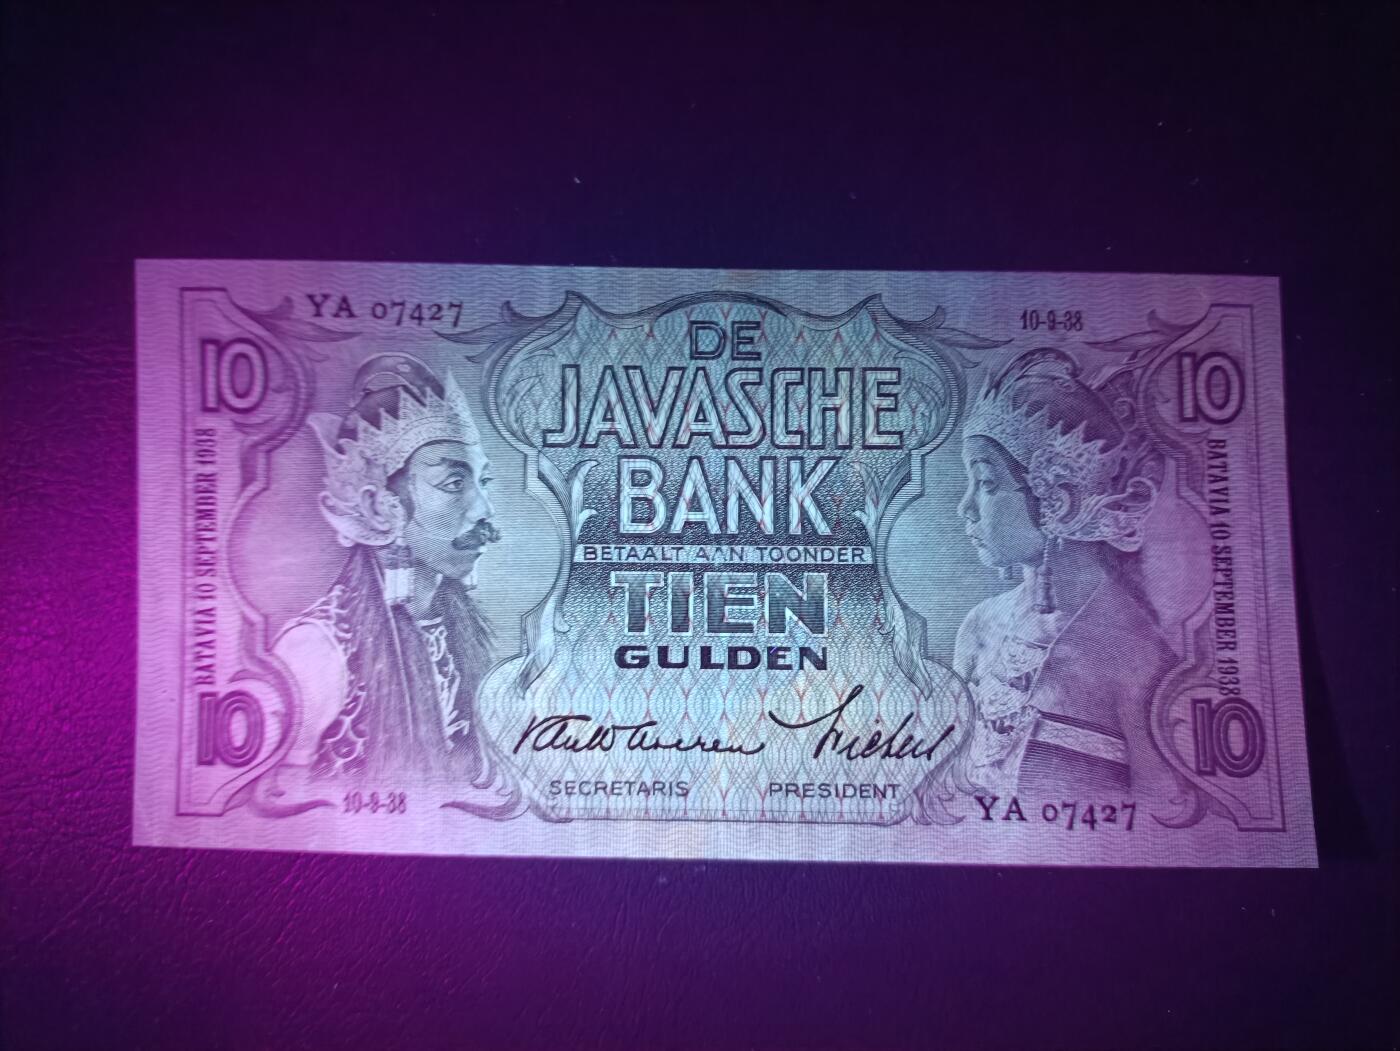 YA 07427
10-9-38
10
10
DE
JAVASCHE
BANK
BETAALT AAN TOONDER
TIEN
GULDEN
BATAVIA 10 SEPTEMBER 1938
BATAVIA 10 SEPTEMBER 1938
10
10
SECRETARIS
PRESIDENT
10-9-38
YA 07427